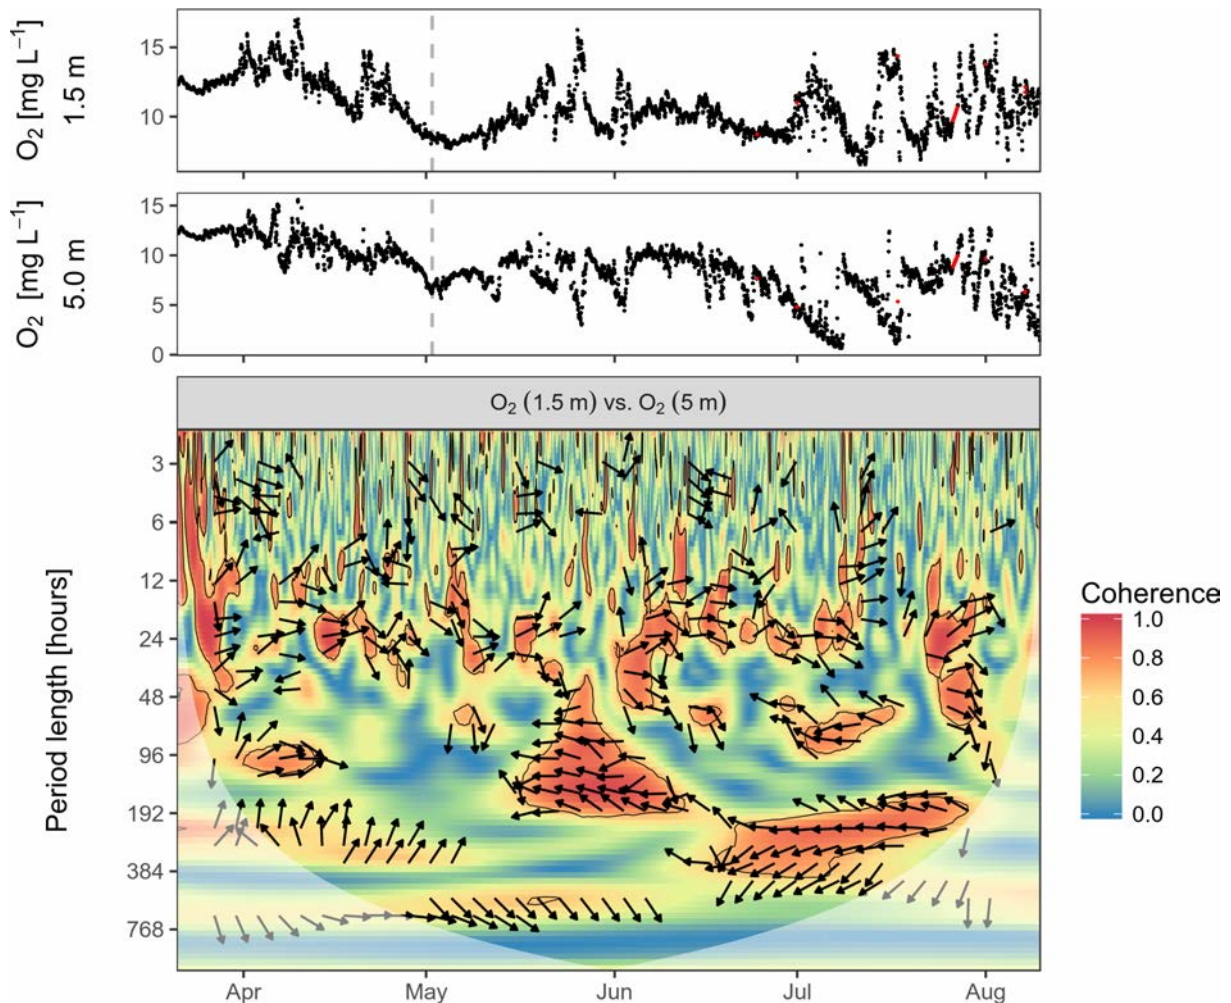 O₂ [mg L⁻¹]
1.5 m
15
10
O₂ [mg L⁻¹]
5.0 m
15
10
5
0
O₂ (1.5 m) vs. O₂ (5 m)
Period length [hours]
3
6
12
24
48
96
192
384
768
Apr May Jun Jul Aug
Coherence
1.0
0.8
0.6
0.4
0.2
0.0